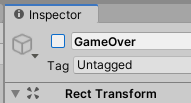 Inspector
GameOver
Tag Untagged
Rect Transform